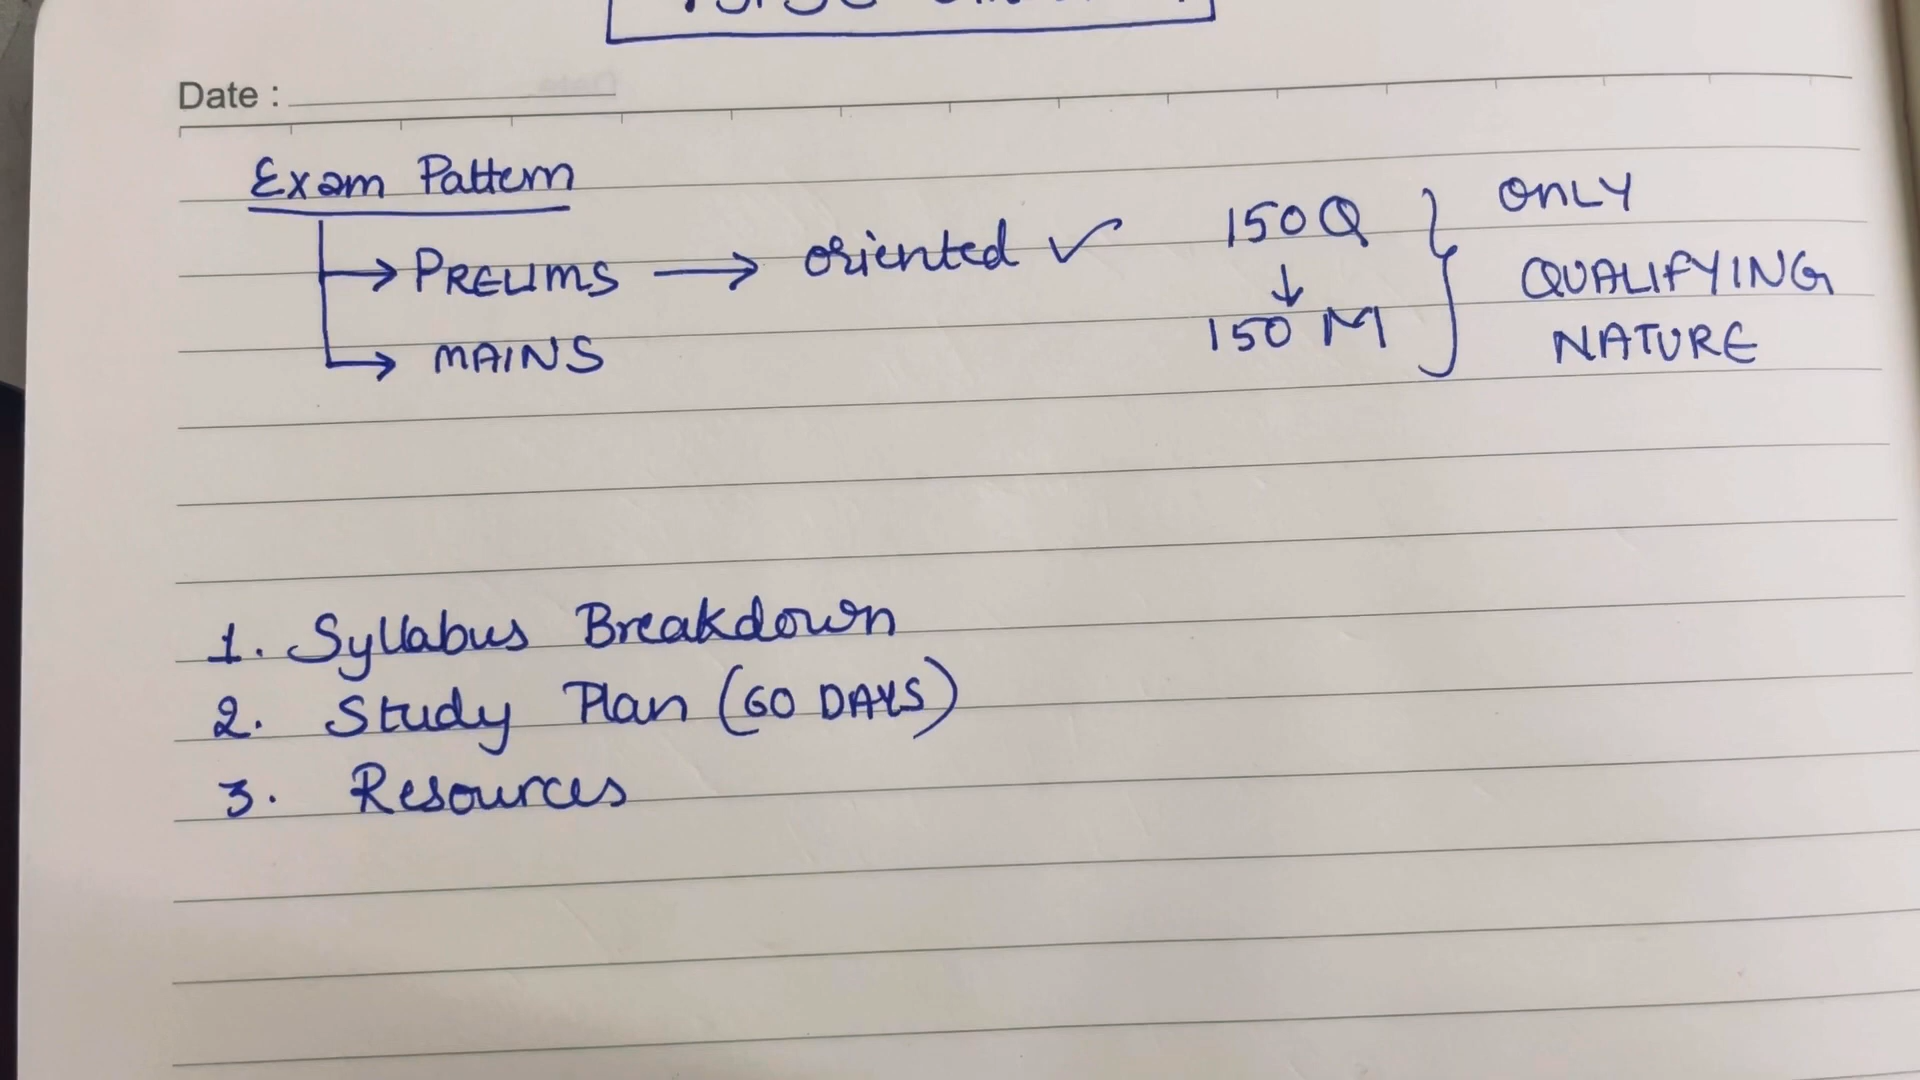 Date :
Exam Pattern
PRELIMS → oriented ✓ 150Q } ONLY
↓ QUALIFYING
→ MAINS 150 M NATURE
1. Syllabus Breakdown
2. Study Plan (60 DAYS)
3. Resources